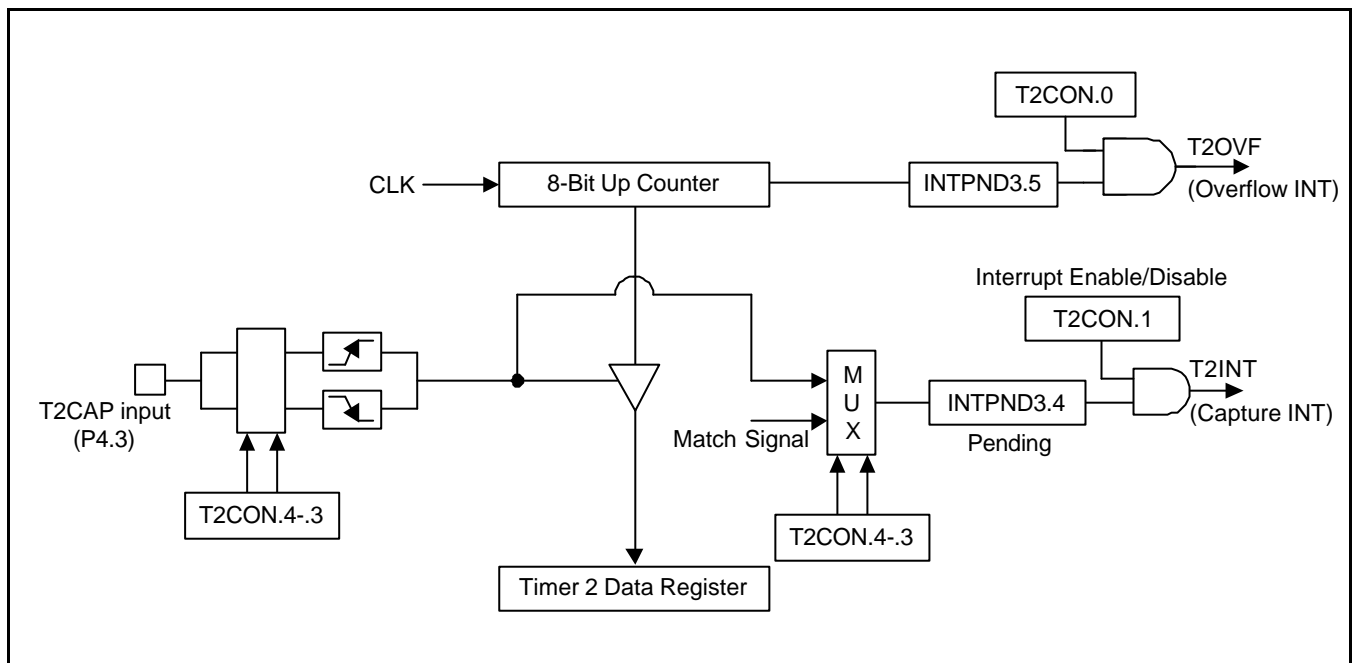 T2CON.0
T2OVF
(Overflow INT)
CLK
8-Bit Up Counter
INTPND3.5
Interrupt Enable/Disable
T2CON.1
T2INT
(Capture INT)
T2CAP input
(P4.3)
M
U
X
INTPND3.4
Match Signal
Pending
T2CON.4-.3
T2CON.4-.3
Timer 2 Data Register